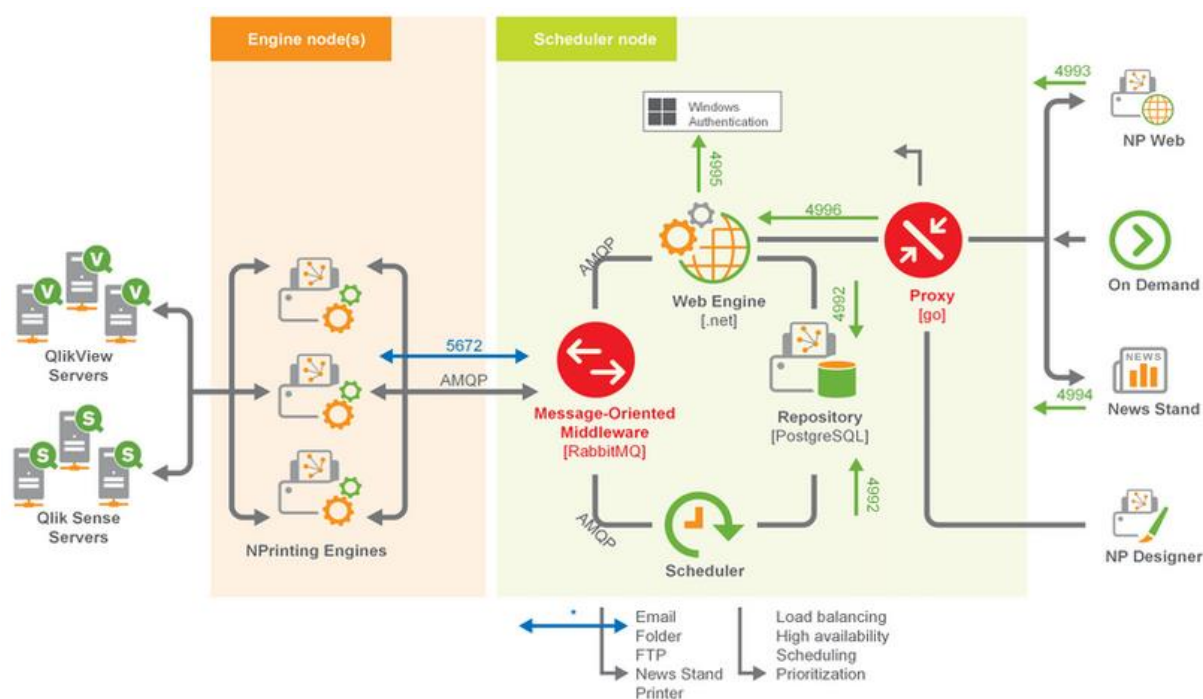 Engine node(s)
Scheduler node
4993
Windows
Authentication
NP Web
4995
4996
AMQP
V
V
V
Web Engine
[.net]
4992
Proxy
[go]
On Demand
QlikView
Servers
5672
AMQP
NEWS
4994
News Stand
Message-Oriented
Middleware
[RabbitMQ]
Repository
[PostgreSQL]
S
S
S
4992
Qlik Sense
Servers
AMQP
NPrinting Engines
Scheduler
NP Designer
*
Email
Folder
FTP
News Stand
Printer
Load balancing
High availability
Scheduling
Prioritization